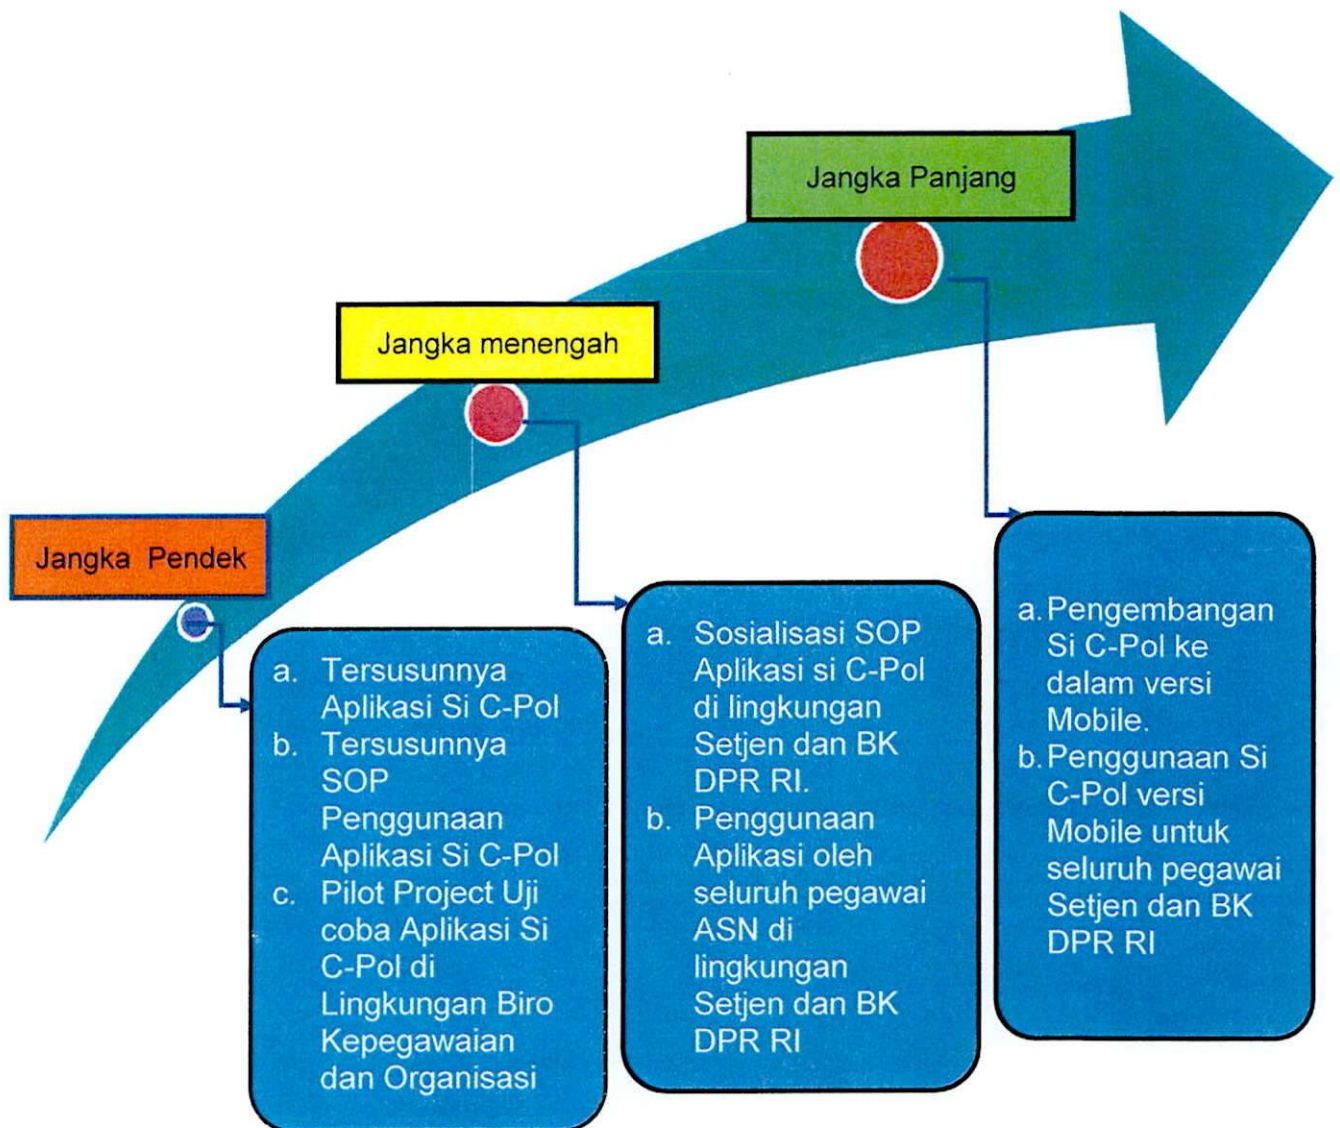 Jangka Panjang
Jangka menengah
Jangka  Pendek
a. Tersusunnya
Aplikasi Si C-Pol
b. Tersusunnya
SOP
Penggunaan
Aplikasi Si C-Pol
c. Pilot Project Uji
coba Aplikasi Si
C-Pol di
Lingkungan Biro
Kepegawaian
dan Organisasi
a. Sosialisasi SOP
Aplikasi si C-Pol
di lingkungan
Setjen dan BK
DPR RI.
b. Penggunaan
Aplikasi oleh
seluruh pegawai
ASN di
lingkungan
Setjen dan BK
DPR RI
a. Pengembangan
Si C-Pol ke
dalam versi
Mobile.
b. Penggunaan Si
C-Pol versi
Mobile untuk
seluruh pegawai
Setjen dan BK
DPR RI